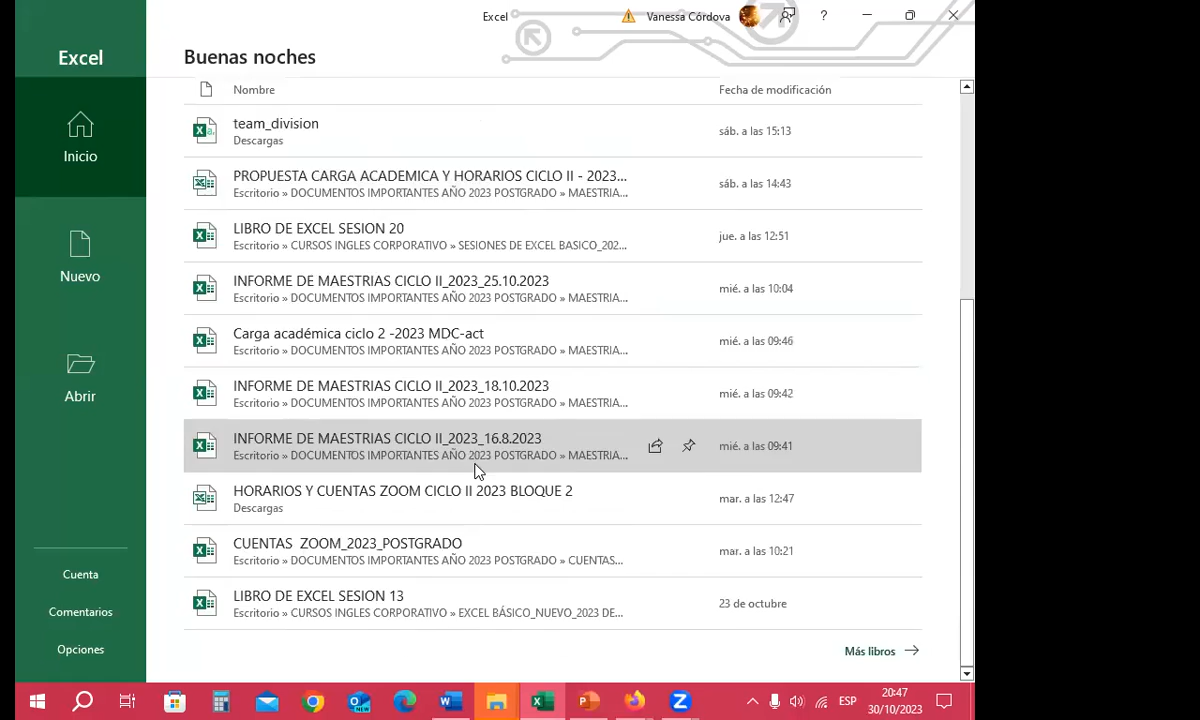 Excel
Vanessa Córdova
?
Excel
Buenas noches
Nombre
Fecha de modificación
team_division
Descargas
sáb. a las 15:13
Inicio
PROPUESTA CARGA ACADEMICA Y HORARIOS CICLO II - 2023...
Escritorio » DOCUMENTOS IMPORTANTES AÑO 2023 POSTGRADO » MAESTRIA...
sáb. a las 14:43
LIBRO DE EXCEL SESION 20
Escritorio » CURSOS INGLES CORPORATIVO » SESIONES DE EXCEL BASICO_202...
jue. a las 12:51
Nuevo
INFORME DE MAESTRIAS CICLO II_2023_25.10.2023
Escritorio » DOCUMENTOS IMPORTANTES AÑO 2023 POSTGRADO » MAESTRIA...
mié. a las 10:04
Carga académica ciclo 2 -2023 MDC-act
Escritorio » DOCUMENTOS IMPORTANTES AÑO 2023 POSTGRADO » MAESTRIA...
mié. a las 09:46
Abrir
INFORME DE MAESTRIAS CICLO II_2023_18.10.2023
Escritorio » DOCUMENTOS IMPORTANTES AÑO 2023 POSTGRADO » MAESTRIA...
mié. a las 09:42
INFORME DE MAESTRIAS CICLO II_2023_16.8.2023
Escritorio » DOCUMENTOS IMPORTANTES AÑO 2023 POSTGRADO » MAESTRIA...
mié. a las 09:41
HORARIOS Y CUENTAS ZOOM CICLO II 2023 BLOQUE 2
Descargas
mar. a las 12:47
CUENTAS  ZOOM_2023_POSTGRADO
Escritorio » DOCUMENTOS IMPORTANTES AÑO 2023 POSTGRADO » CUENTAS...
mar. a las 10:21
Cuenta
LIBRO DE EXCEL SESION 13
Escritorio » CURSOS INGLES CORPORATIVO » EXCEL BÁSICO_NUEVO_2023 DE...
23 de octubre
Comentarios
Opciones
Más libros
ESP
20:47
30/10/2023